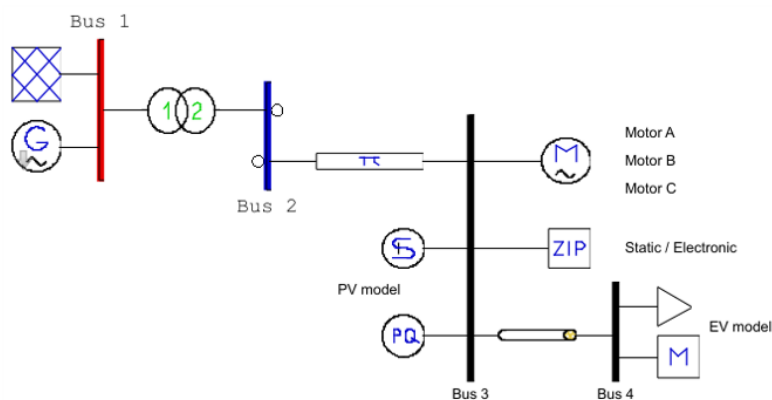 Bus 1
G
1 2
Bus 2
π
M
Motor A
Motor B
Motor C
S
ZIP
Static / Electronic
PV model
PQ
EV model
M
Bus 3
Bus 4